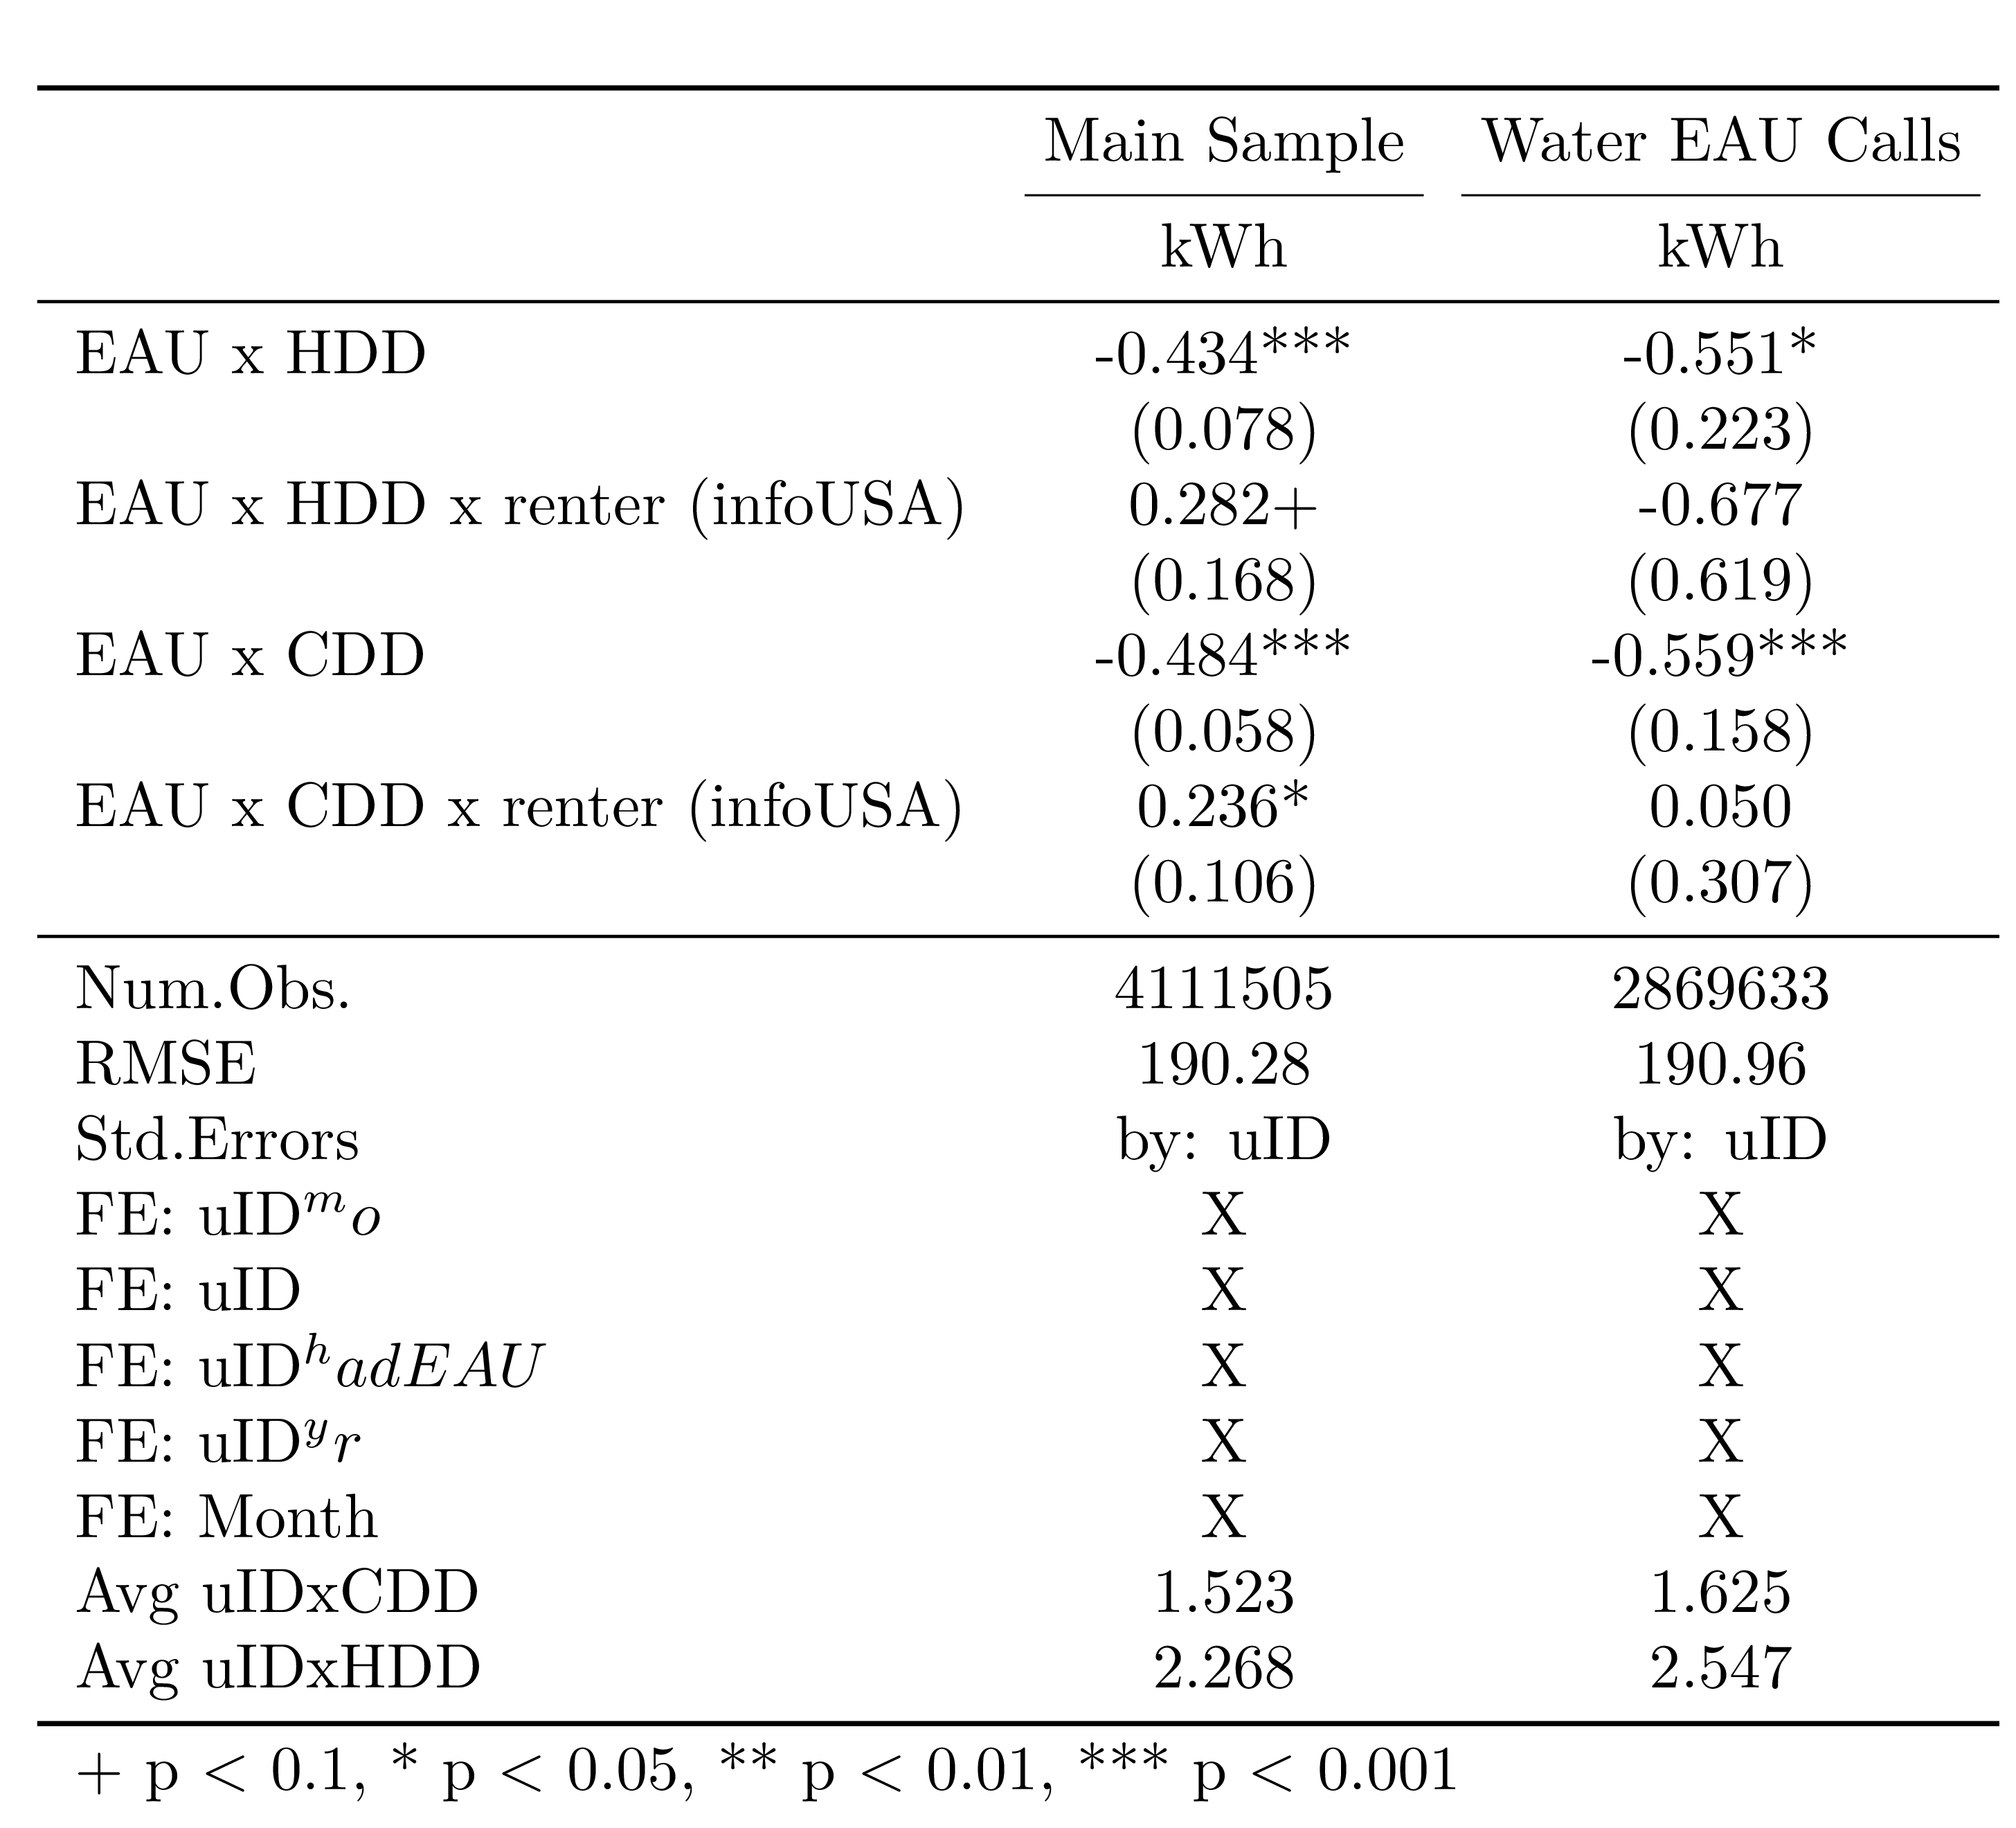 Main Sample Water EAU Calls
kWh kWh
EAU x HDD -0.434*** -0.551*
(0.078) (0.223)
EAU x HDD x renter (infoUSA) 0.282+ -0.677
(0.168) (0.619)
EAU x CDD -0.484*** -0.559***
(0.058) (0.158)
EAU x CDD x renter (infoUSA) 0.236* 0.050
(0.106) (0.307)
Num.Obs. 4111505 2869633
RMSE 190.28 190.96
Std.Errors by: uID by: uID
FE: uIDᵐo X X
FE: uID X X
FE: uIDʰadEAU X X
FE: uIDʸr X X
FE: Month X X
Avg uIDxCDD 1.523 1.625
Avg uIDxHDD 2.268 2.547
+ p < 0.1, * p < 0.05, ** p < 0.01, *** p < 0.001